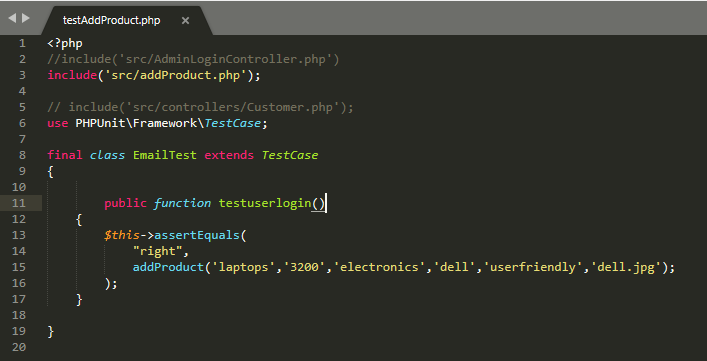 testAddProduct.php ×
1 <?php
2 //include('src/AdminLoginController.php')
3 include('src/addProduct.php');
4
5 // include('src/controllers/Customer.php');
6 use PHPUnit\Framework\TestCase;
7
8 final class EmailTest extends TestCase
9 {
10
11 public function testuserlogin()
12 {
13 $this->assertEquals(
14 "right",
15 addProduct('laptops','3200','electronics','dell','userfriendly','dell.jpg');
16 );
17 }
18
19 }
20